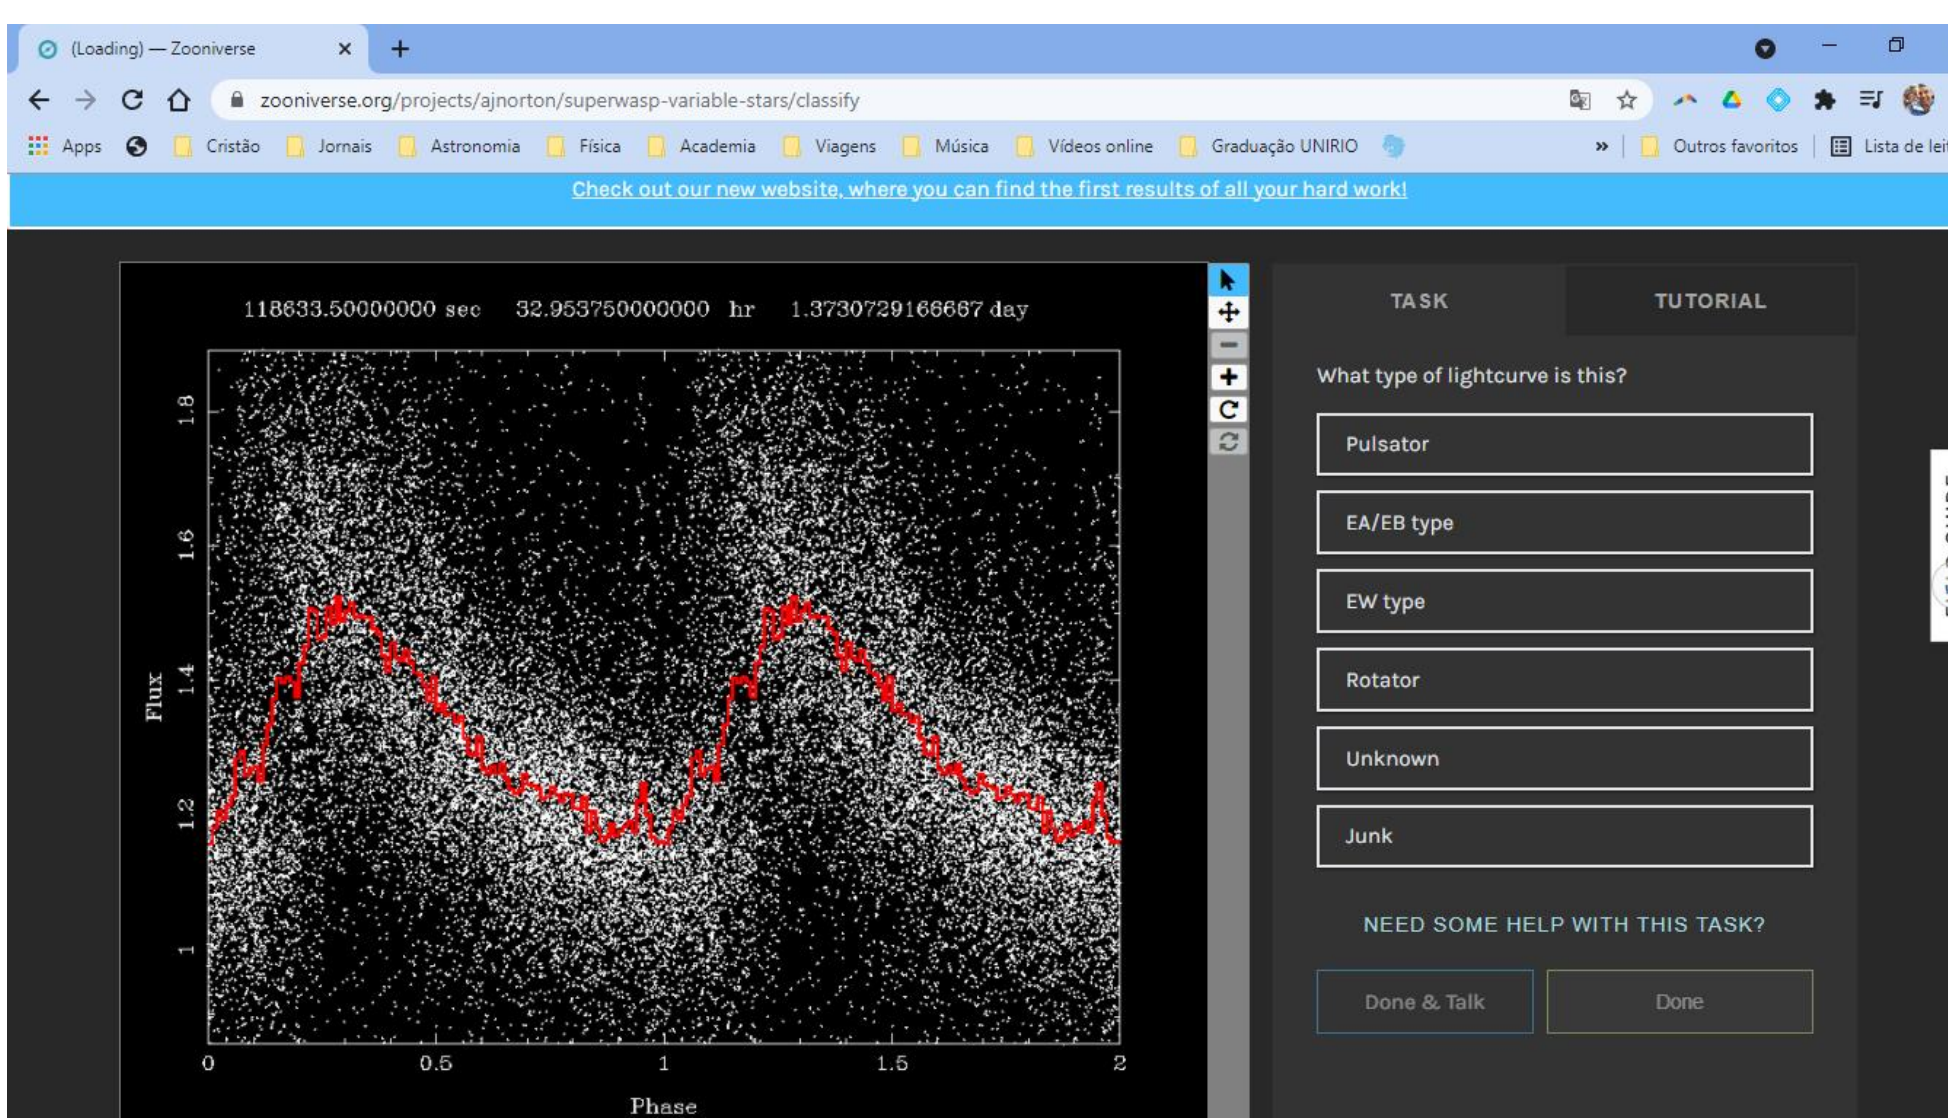 (Loading) — Zooniverse
zooniverse.org/projects/ajnorton/superwasp-variable-stars/classify
Apps Cristão Jornais Astronomia Física Academia Viagens Música Vídeos online Graduação UNIRIO » Outros favoritos Lista de lei
Check out our new website, where you can find the first results of all your hard work!
118633.50000000 sec 32.953750000000 hr 1.3730729166667 day
Flux
1.8
1.6
1.4
1.2
1
0 0.5 1 1.5 2
Phase
TASK TUTORIAL
What type of lightcurve is this?
Pulsator
EA/EB type
EW type
Rotator
Unknown
Junk
NEED SOME HELP WITH THIS TASK?
Done & Talk Done